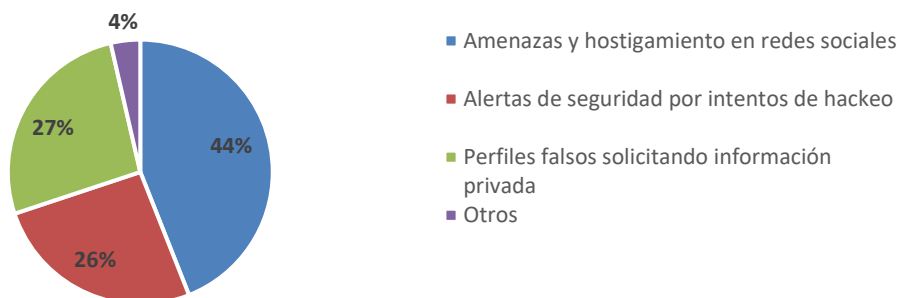 4%
44%
27%
26%
Amenazas y hostigamiento en redes sociales
Alertas de seguridad por intentos de hackeo
Perfiles falsos solicitando información
privada
Otros